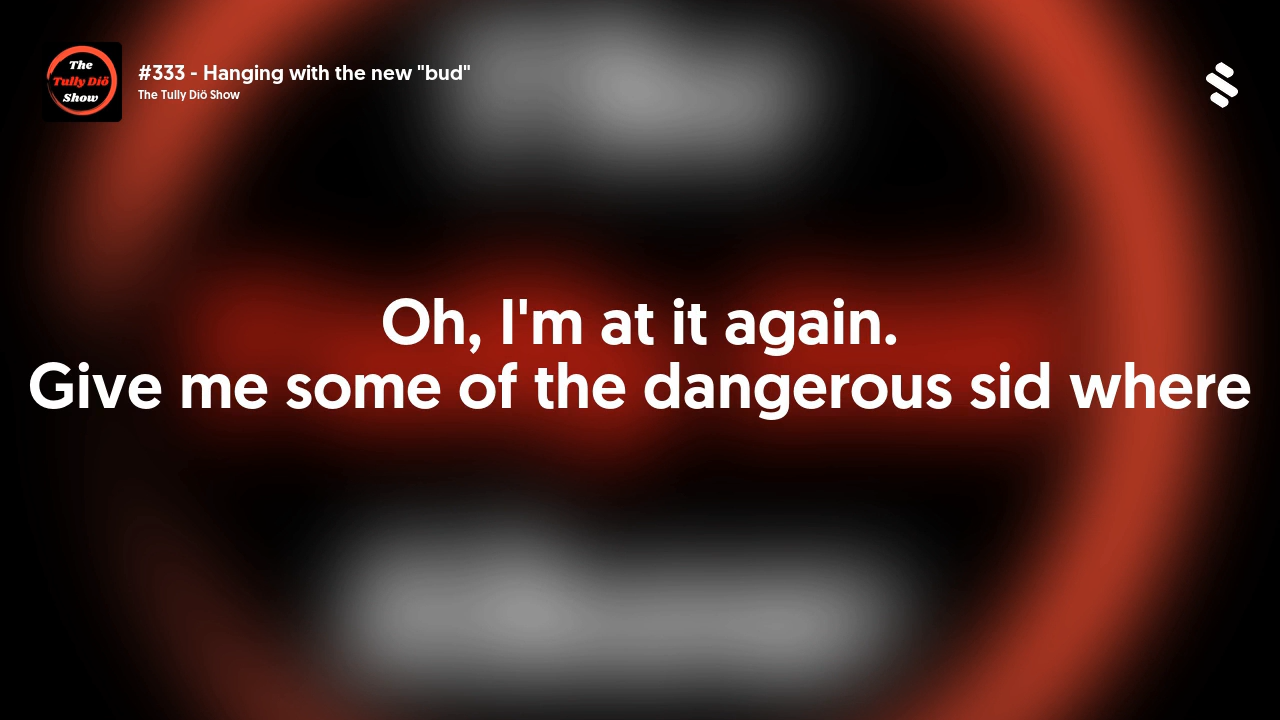 The
Tully Diö
Show
#333 - Hanging with the new "bud"
The Tully Diö Show
Oh, I'm at it again.
Give me some of the dangerous sid where